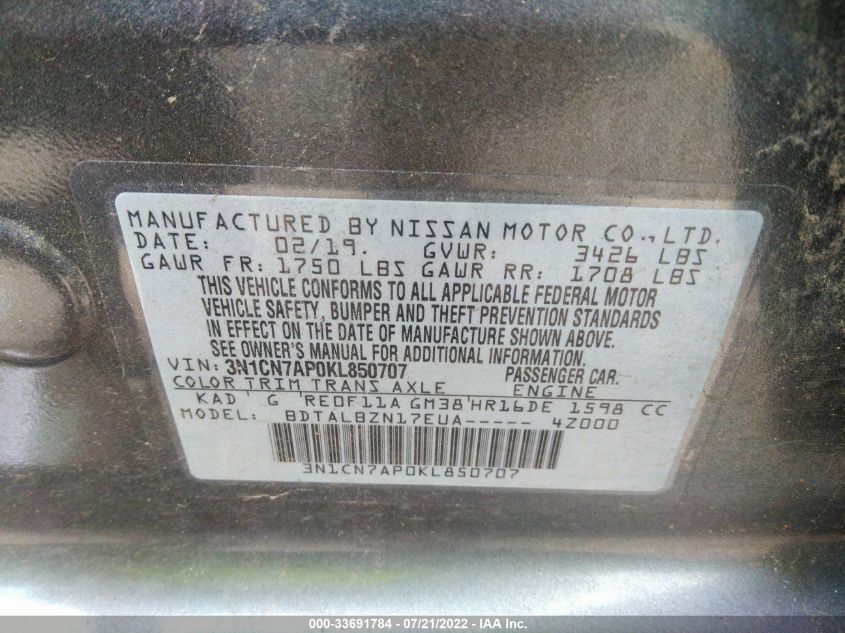 MANUFACTURED BY NISSAN MOTOR CO., LTD.
DATE: 02/19. GVWR: 3426 LBS
GAWR FR: 1750 LBS GAWR RR: 1708 LBS
THIS VEHICLE CONFORMS TO ALL APPLICABLE FEDERAL MOTOR
VEHICLE SAFETY, BUMPER AND THEFT PREVENTION STANDARDS
IN EFFECT ON THE DATE OF MANUFACTURE SHOWN ABOVE.
SEE OWNER'S MANUAL FOR ADDITIONAL INFORMATION.
VIN: 3N1CN7AP0KL850707 PASSENGER CAR.
COLOR TRIM TRANS AXLE ENGINE
KAD G RE0F11A GM38 HR16DE 1598 CC
MODEL: BDTALBZN17EUA----- 4Z000
3N1CN7AP0KL850707
000-33691784 - 07/21/2022 - IAA Inc.